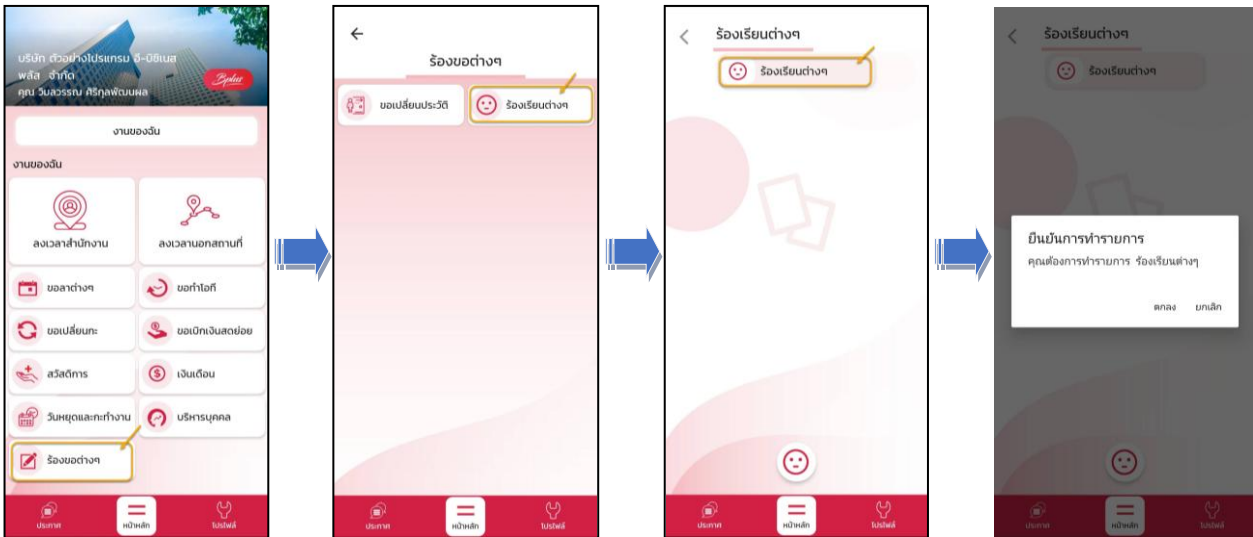 บริษัท ตัวอย่างโปรแกรม อี-บิซิเนส
พลัส จำกัด
คุณ วิมลวรรณ ศิริกุลพัฒนผล
Bplus
งานของฉัน
งานของฉัน
ลงเวลาสำนักงาน
ลงเวลานอกสถานที่
ขอลาต่างๆ
ขอทำโอที
ขอเปลี่ยนกะ
ขอเบิกเงินสดย่อย
สวัสดิการ
เงินเดือน
วันหยุดและกะทำงาน
บริหารบุคคล
ร้องขอต่างๆ
ประกาศ
หน้าหลัก
โปรไฟล์
ร้องขอต่างๆ
ขอเปลี่ยนประวัติ
ร้องเรียนต่างๆ
ประกาศ
หน้าหลัก
โปรไฟล์
ร้องเรียนต่างๆ
ร้องเรียนต่างๆ
ประกาศ
หน้าหลัก
โปรไฟล์
ร้องเรียนต่างๆ
ร้องเรียนต่างๆ
ยืนยันการทำรายการ
คุณต้องการทำรายการ ร้องเรียนต่างๆ
ตกลง ยกเลิก
ประกาศ
หน้าหลัก
โปรไฟล์